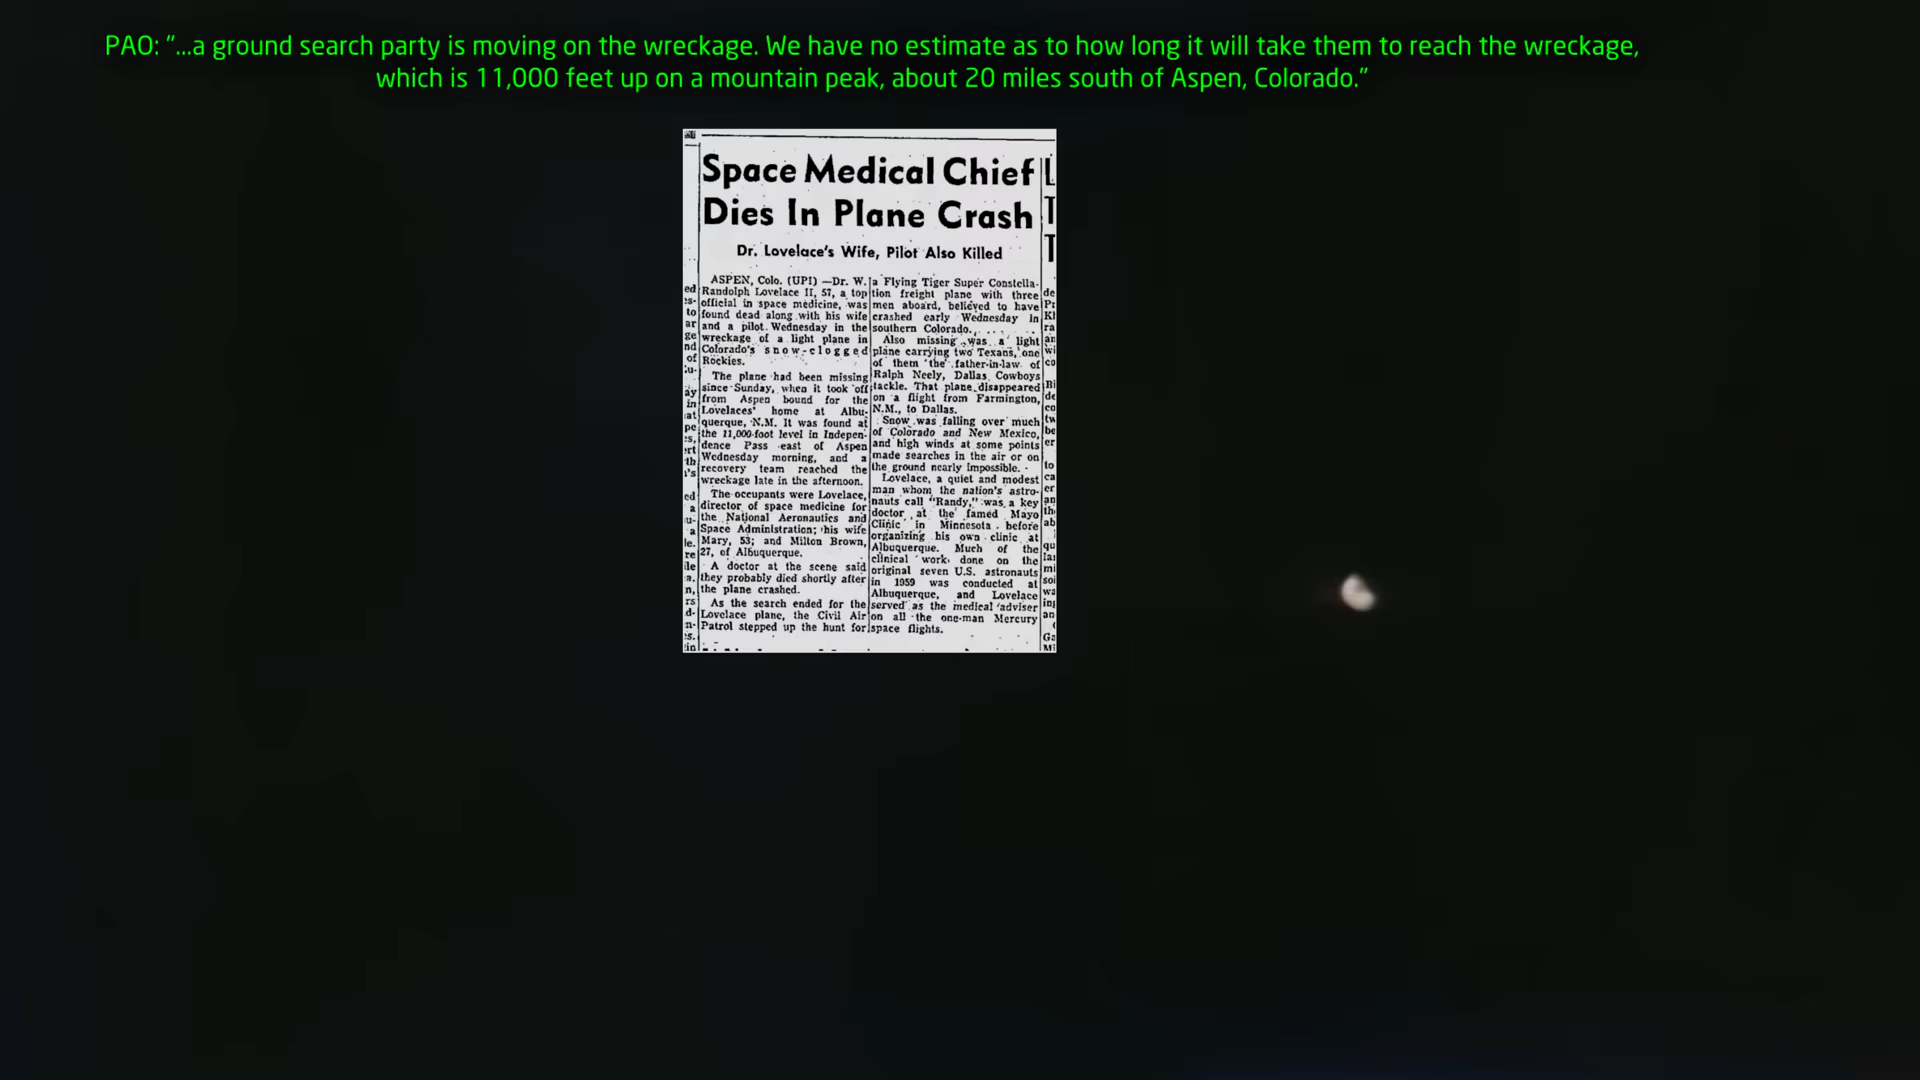 PAO: “...a ground search party is moving on the wreckage. We have no estimate as to how long it will take them to reach the wreckage,
which is 11,000 feet up on a mountain peak, about 20 miles south of Aspen, Colorado.”
Space Medical Chief
Dies In Plane Crash
Dr. Lovelace's Wife, Pilot Also Killed
ASPEN, Colo. (UPI) —Dr. W.
Randolph Lovelace II, 57, a top
official in space medicine, was
found dead along with his wife
and a pilot Wednesday in the
wreckage of a light plane in
Colorado's snow-clogged
Rockies.
The plane had been missing
since Sunday, when it took off
from Aspen bound for the
Lovelaces' home at Albu-
querque, N.M. It was found at
the 11,000-foot level in Indepen-
dence Pass east of Aspen
Wednesday morning, and a
recovery team reached the
wreckage late in the afternoon.
The occupants were Lovelace,
director of space medicine for
the National Aeronautics and
Space Administration; his wife
Mary, 53; and Milton Brown,
27, of Albuquerque.
A doctor at the scene said
they probably died shortly after
the plane crashed.
As the search ended for the
Lovelace plane, the Civil Air
Patrol stepped up the hunt for
a Flying Tiger Super Constella-
tion freight plane with three
men aboard, believed to have
crashed early Wednesday in
southern Colorado.
Also missing was a light
plane carrying two Texans, one
of them the father-in-law of
Ralph Neely, Dallas Cowboys
tackle. That plane disappeared
on a flight from Farmington,
N.M., to Dallas.
Snow was falling over much
of Colorado and New Mexico,
and high winds at some points
made searches in the air or on
the ground nearly impossible.
Lovelace, a quiet and modest
man whom the nation's astro-
nauts call "Randy," was a key
doctor at the famed Mayo
Clinic in Minnesota before
organizing his own clinic at
Albuquerque. Much of the
clinical work done on the
original seven U.S. astronauts
in 1959 was conducted at
Albuquerque, and Lovelace
served as the medical adviser
on all the one-man Mercury
space flights.